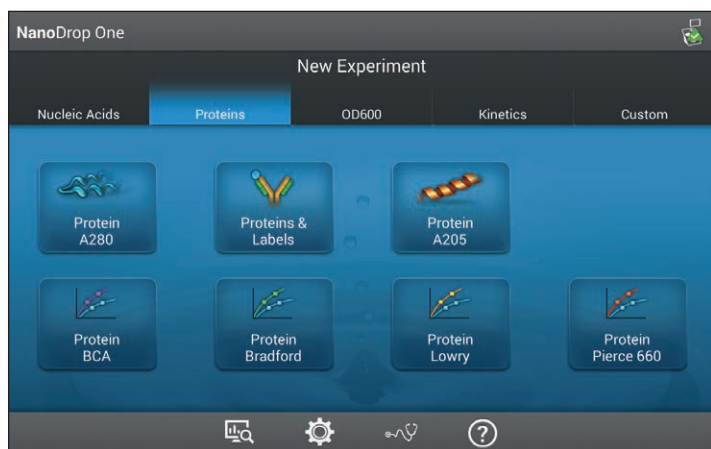 NanoDrop One
New Experiment
Nucleic Acids
Proteins
OD600
Kinetics
Custom
Protein
A280
Proteins &
Labels
Protein
A205
Protein
BCA
Protein
Bradford
Protein
Lowry
Protein
Pierce 660
?